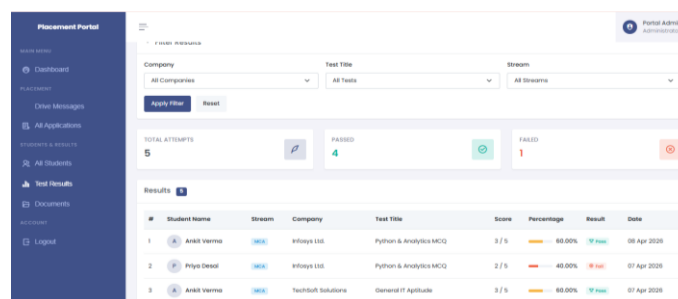 Placement Portal
Portal Admi
Administrato
MAIN MENU
Dashboard
PLACEMENT
Drive Messages
All Applications
STUDENTS & RESULTS
All Students
Test Results
Documents
ACCOUNT
Logout
Filter Results
Company Test Title Stream
All Companies All Tests All Streams
Apply Filter Reset
TOTAL ATTEMPTS PASSED FAILED
5 4 1
Results 5
# Student Name Stream Company Test Title Score Percentage Result Date
1 A Ankit Verma MCA Infosys Ltd. Python & Analytics MCQ 3 / 5 60.00% Pass 08 Apr 2026
2 P Priya Desai MCA Infosys Ltd. Python & Analytics MCQ 2 / 5 40.00% Fail 07 Apr 2026
3 A Ankit Verma MCA TechSoft Solutions General IT Aptitude 3 / 5 60.00% Pass 07 Apr 2026